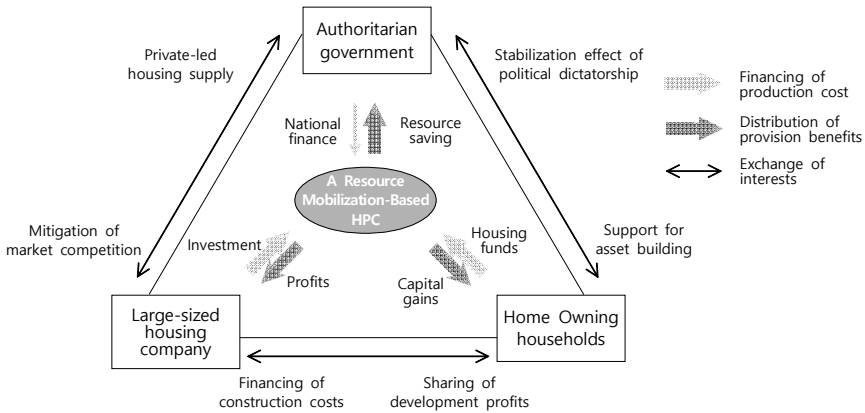 Authoritarian
government
Private-led
housing supply
Stabilization effect of
political dictatorship
Financing of
production cost
Distribution of
provision benefits
Exchange of
interests
National
finance
Resource
saving
A Resource
Mobilization-Based
HPC
Mitigation of
market competition
Investment
Profits
Housing
funds
Capital
gains
Support for
asset building
Large-sized
housing
company
Home Owning
households
Financing of
construction costs
Sharing of
development profits